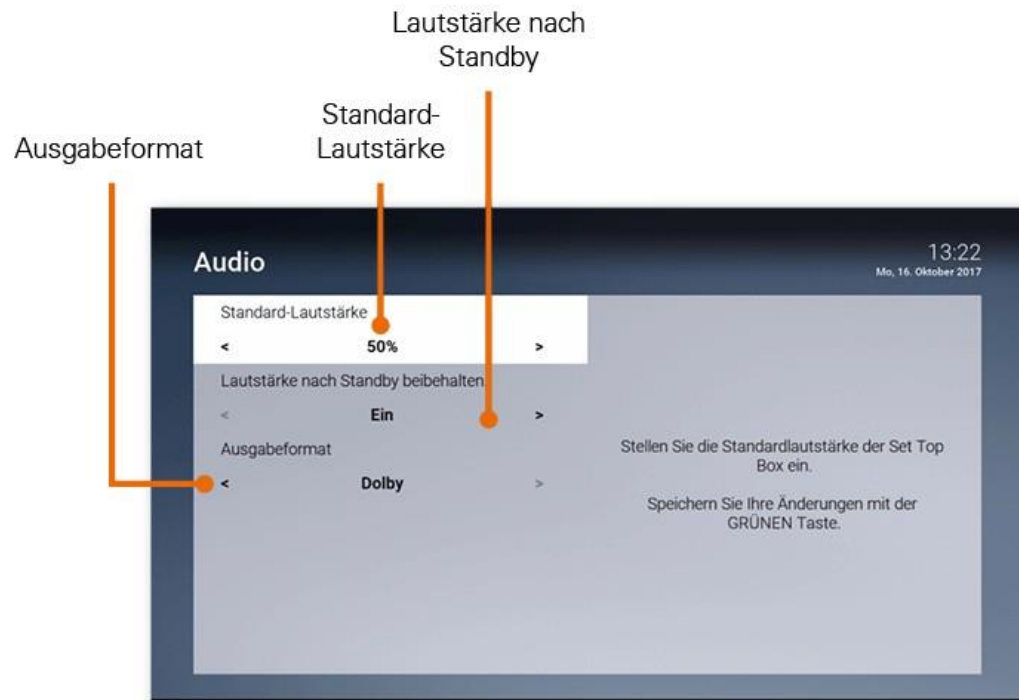 Lautstärke nach
Standby
Standard-
Lautstärke
Ausgabeformat
Audio
13:22
Mo, 16. Oktober 2017
Standard-Lautstärke
< 50% >
Lautstärke nach Standby beibehalten
< Ein >
Ausgabeformat
< Dolby >
Stellen Sie die Standardlautstärke der Set Top
Box ein.
Speichern Sie Ihre Änderungen mit der
GRÜNEN Taste.